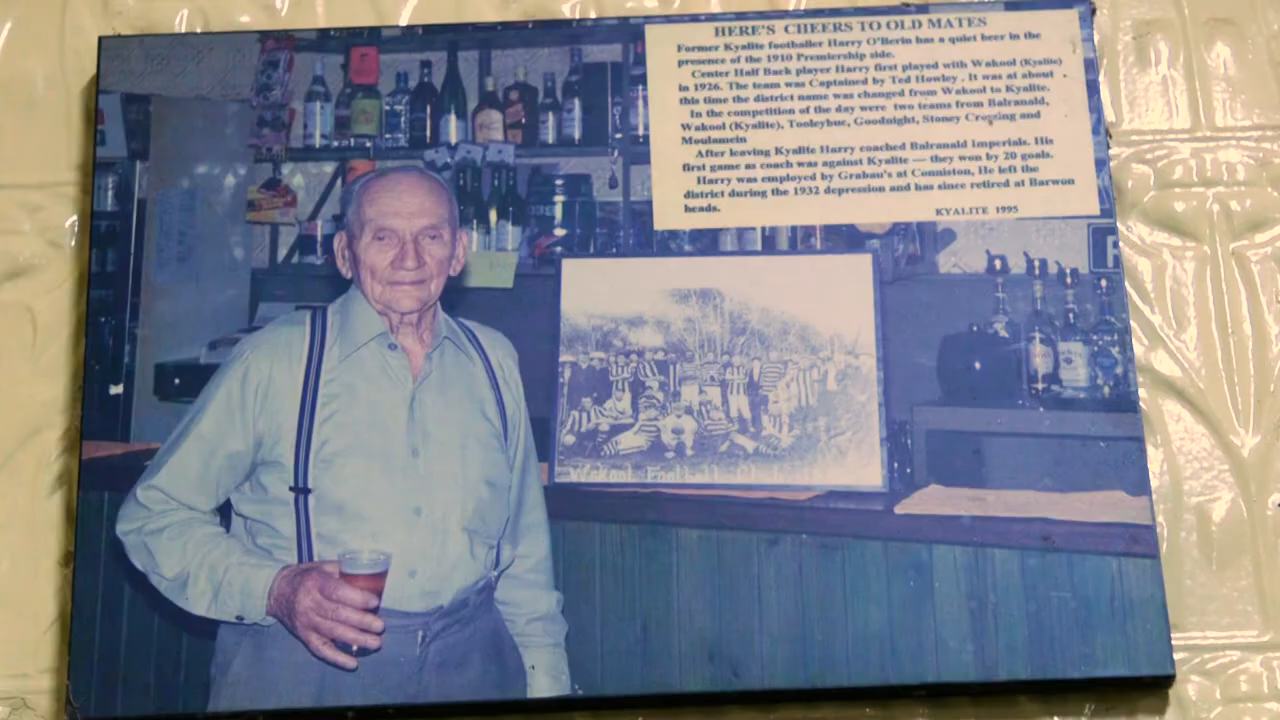 HERE'S CHEERS TO OLD MATES
Former Kyalite footballer Harry O'Berin has a quiet beer in the
presence of the 1910 Premiership side.
Center Half Back player Harry first played with Wakool (Kyalite)
in 1926. The team was Captained by Ted Howley . It was at about
this time the district name was changed from Wakool to Kyalite.
In the competition of the day were two teams from Balranald,
Wakool (Kyalite), Tooleybuc, Goodnight, Stoney Crossing and
Moulamein
After leaving Kyalite Harry coached Balranald Imperials. His
first game as coach was against Kyalite — they won by 20 goals.
Harry was employed by Grabau's at Conniston, He left the
district during the 1932 depression and has since retired at Barwon
heads.
KYALITE 1995
Wakool Football Club